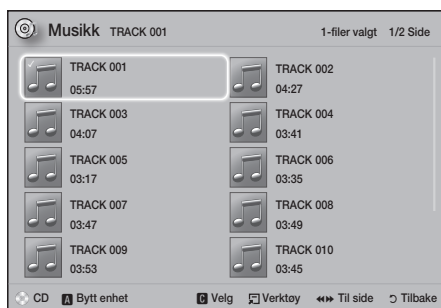 Musikk TRACK 001 1-filer valgt 1/2 Side
TRACK 001 TRACK 002
05:57 04:27
TRACK 003 TRACK 004
04:07 03:41
TRACK 005 TRACK 006
03:17 03:35
TRACK 007 TRACK 008
03:47 03:49
TRACK 009 TRACK 010
03:53 03:45
CD A Bytt enhet C Velg Verktøy Til side Tilbake